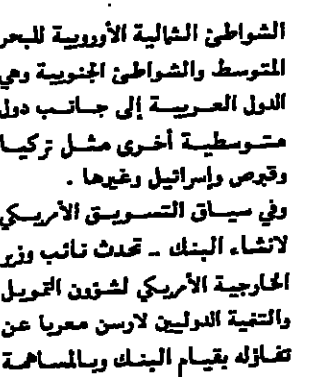 الشواطئ الشمالية الأوروبية للبحر
المتوسط والشواطئ الجنوبية وهي
الدول العربية إلى جانب دول
متوسطية أخرى مثل تركيا
وقبرص وإسرائيل وغيرها .
وفي سياق التسويق الأمريكي
لانشاء البنك .. تحدث نائب وزير
الخارجية الأمريكي لشؤون التمويل
والتنمية الدوليين لارسن معربا عن
تفاؤله بقيام البنك وبالمساهمة